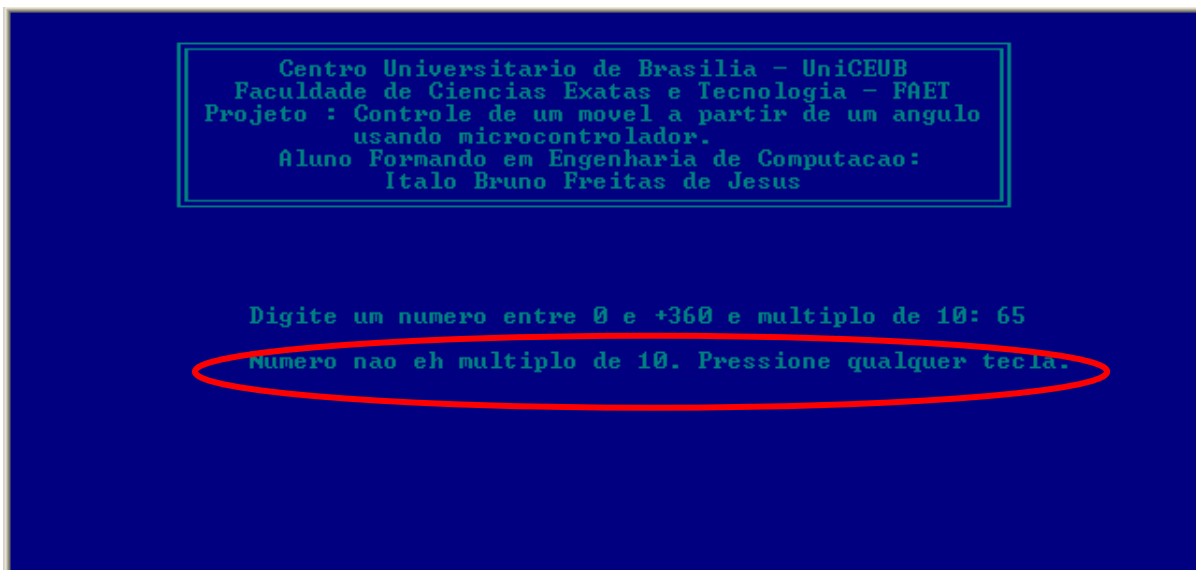 Centro Universitario de Brasilia - UniCEUB
Faculdade de Ciencias Exatas e Tecnologia - FAET
Projeto : Controle de um movel a partir de um angulo
usando microcontrolador.
Aluno Formando em Engenharia de Computacao:
Italo Bruno Freitas de Jesus
Digite um numero entre 0 e +360 e multiplo de 10: 65
Numero nao eh multiplo de 10. Pressione qualquer tecla.